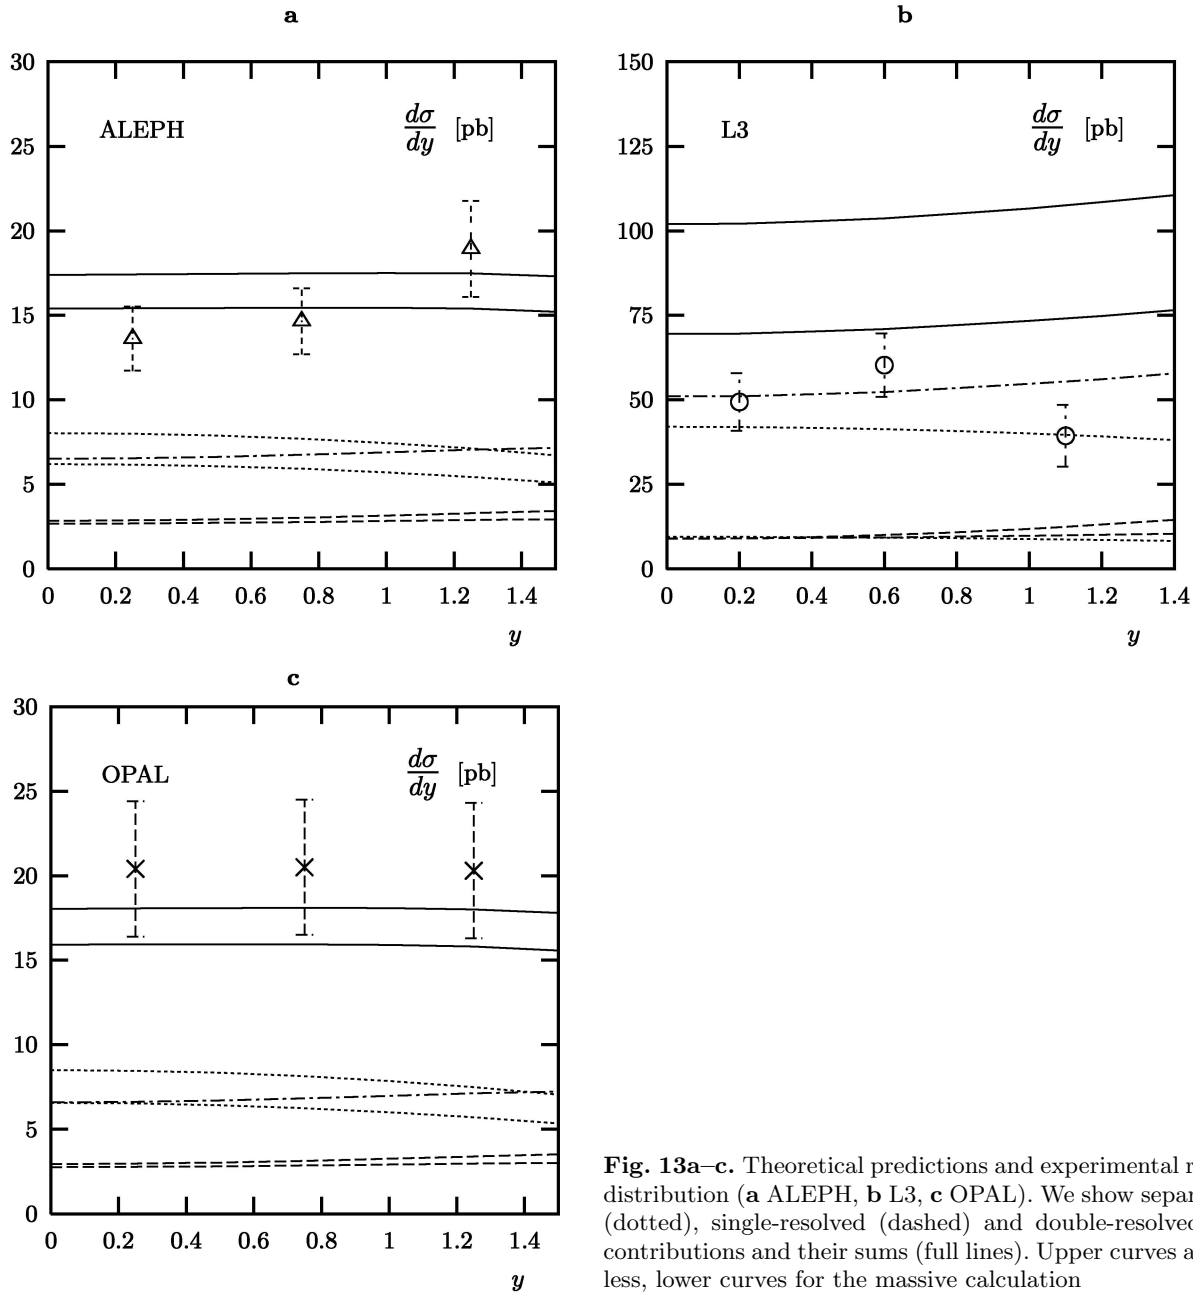 a
30
25
20
15
10
5
0
ALEPH
dσ/dy [pb]
0 0.2 0.4 0.6 0.8 1 1.2 1.4
y
b
150
125
100
75
50
25
0
L3
dσ/dy [pb]
0 0.2 0.4 0.6 0.8 1 1.2 1.4
y
c
30
25
20
15
10
5
0
OPAL
dσ/dy [pb]
0 0.2 0.4 0.6 0.8 1 1.2 1.4
y
Fig. 13a–c. Theoretical predictions and experimental
distribution (a ALEPH, b L3, c OPAL). We show
(dotted), single-resolved (dashed) and double-resolved
contributions and their sums (full lines). Upper curves
less, lower curves for the massive calculation